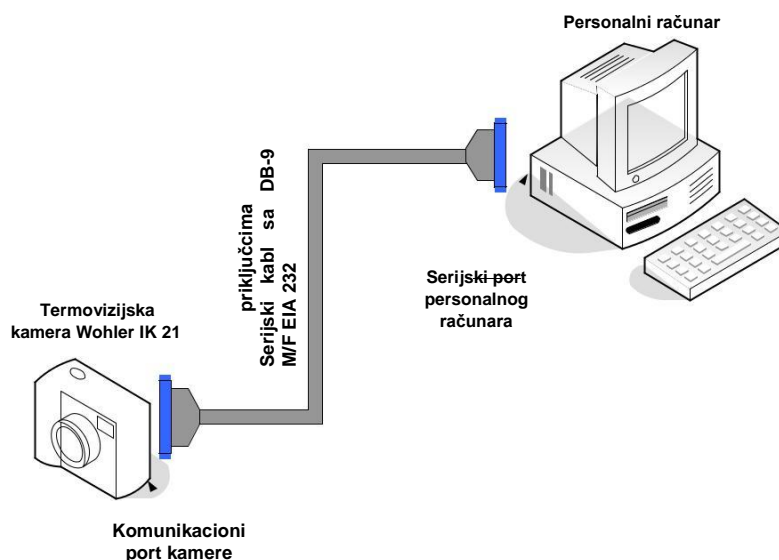 Personalni računar
priključcima
Serijski kabl sa DB-9
M/F EIA 232
Serijski port
personalnog
računara
Termovizijska
kamera Wohler IK 21
Komunikacioni
port kamere